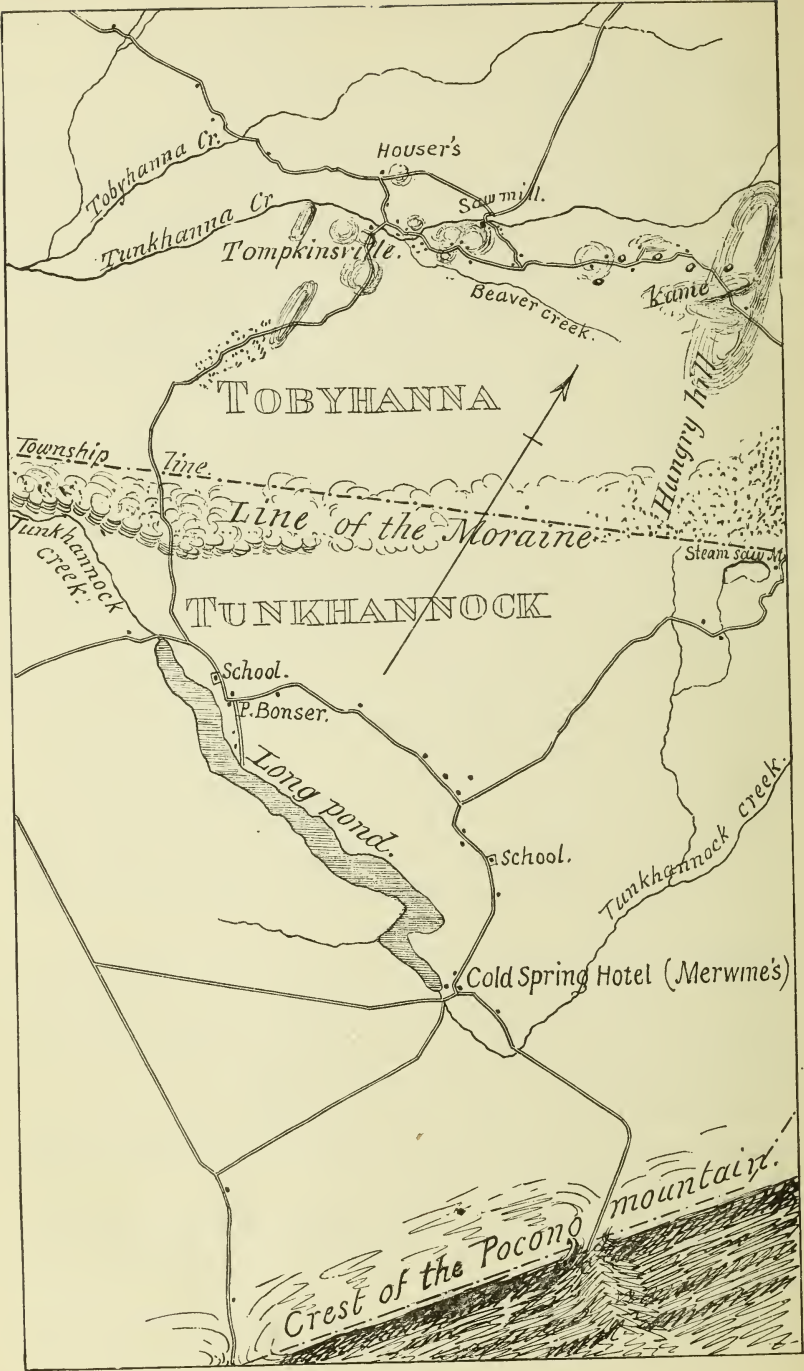 Houser's
Tobyhanna Cr.
Saw mill.
Tunkhanna Cr
Tompkinsville.
Beaver creek.
Kame
TOBYHANNA
Hungry hill
Township line.
Line of the Moraine
Tunkhannock creek.
Steam saw M.
TUNKHANNOCK
School.
P. Bonser.
Long pond.
School.
Tunkhannock creek.
Cold Spring Hotel (Merwine's)
Crest of the Pocono mountain.